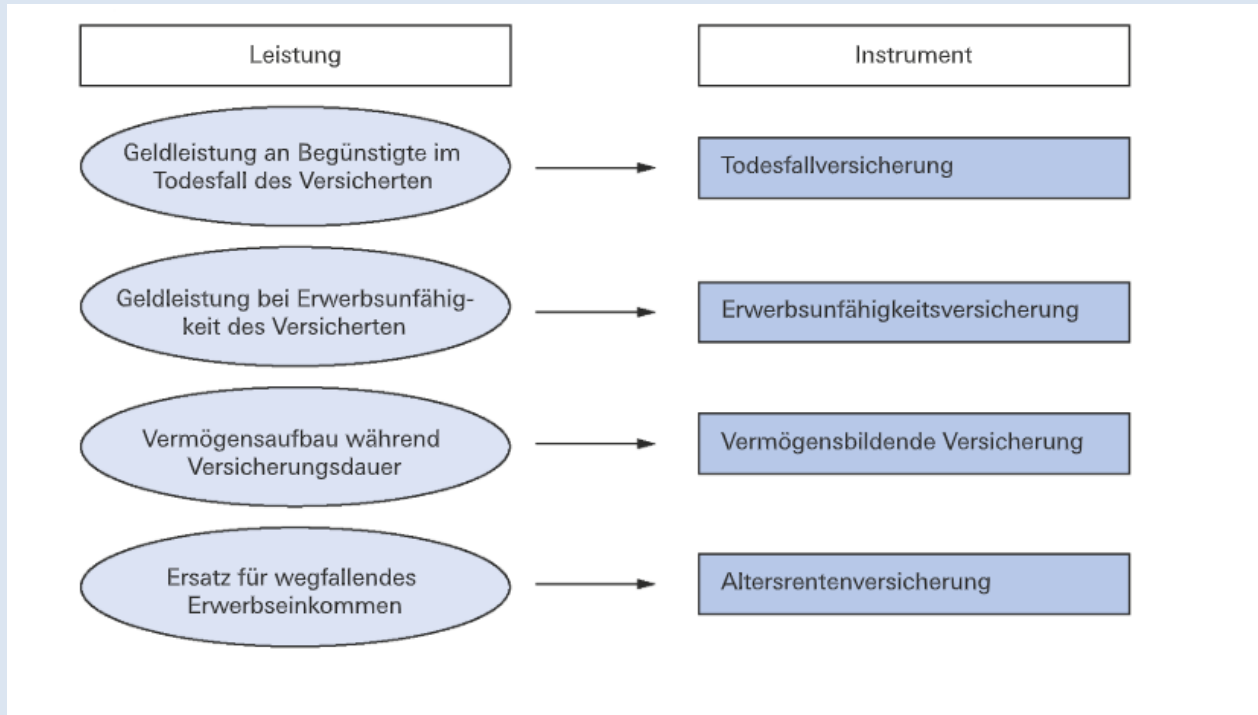 Leistung
Instrument
Geldleistung an Begünstigte im
Todesfall des Versicherten
Todesfallversicherung
Geldleistung bei Erwerbsunfähig-
keit des Versicherten
Erwerbsunfähigkeitsversicherung
Vermögensaufbau während
Versicherungsdauer
Vermögensbildende Versicherung
Ersatz für wegfallendes
Erwerbseinkommen
Altersrentenversicherung